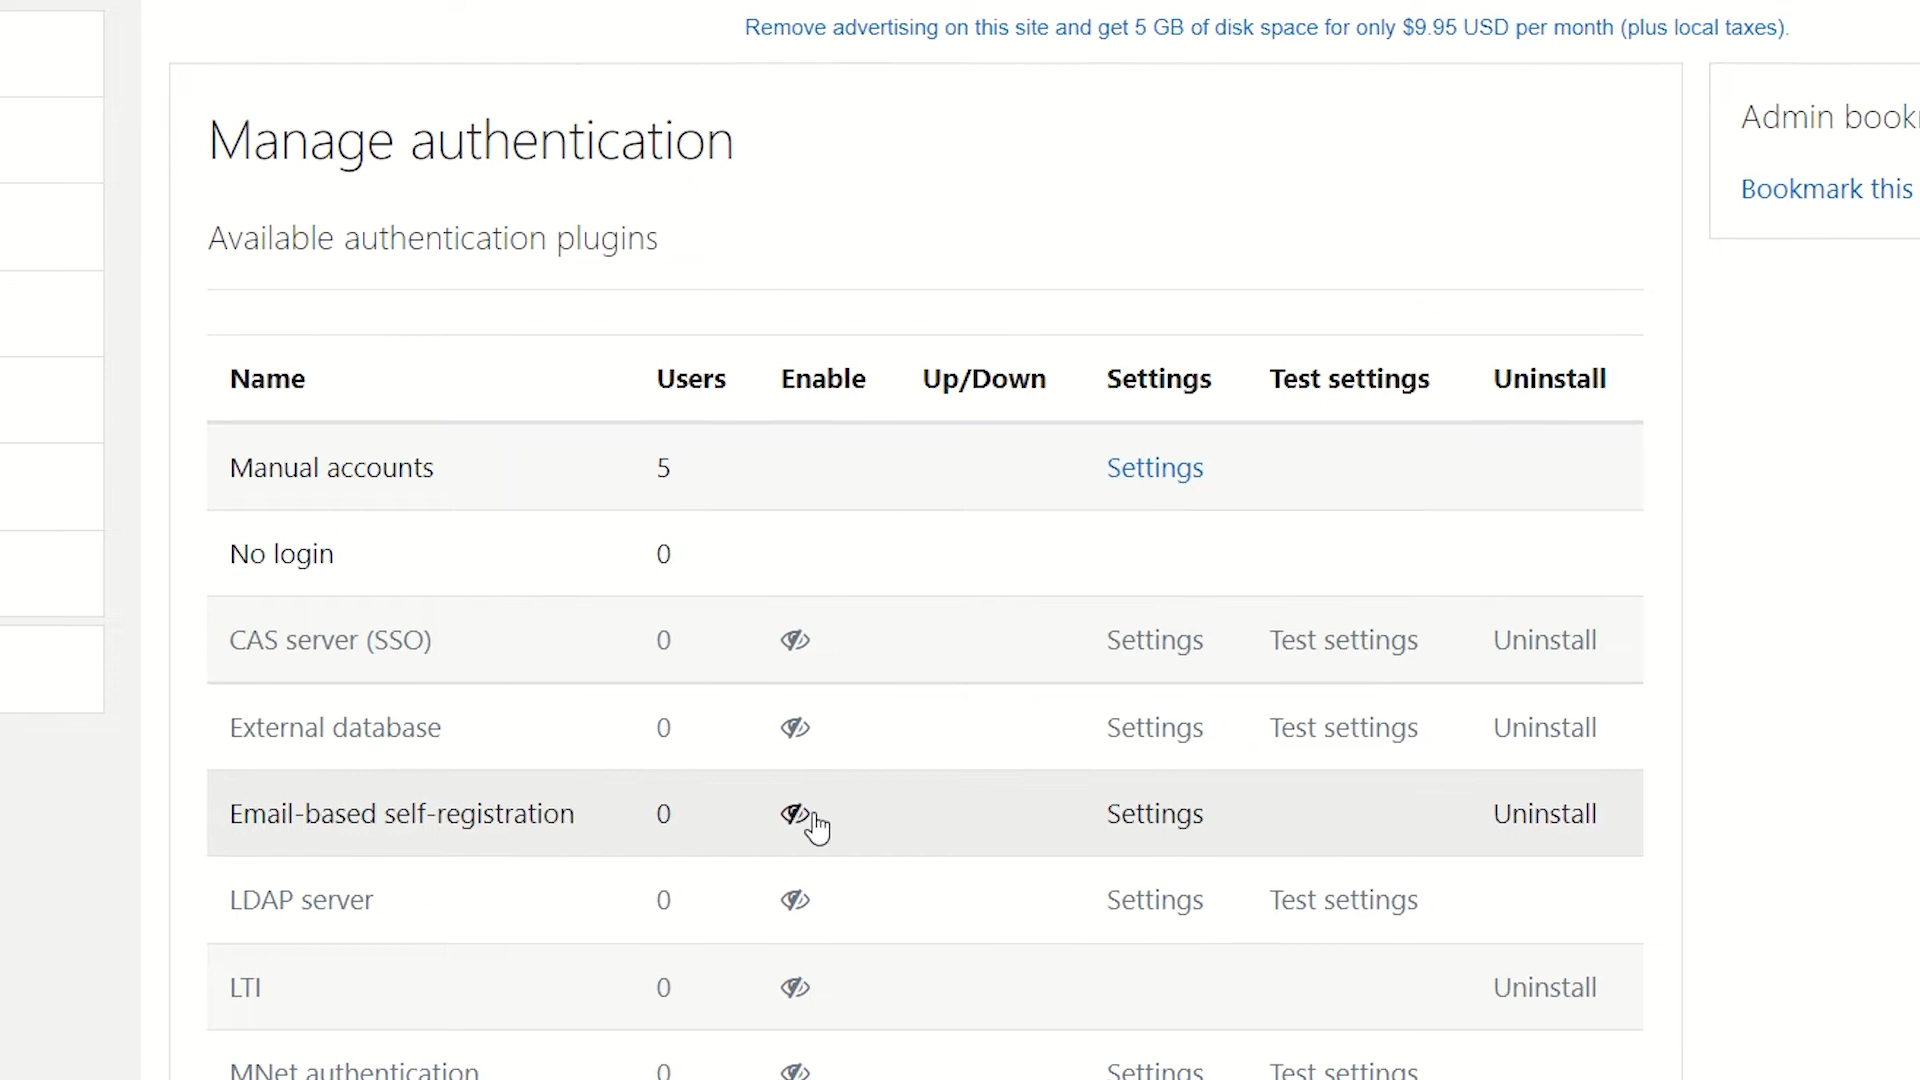 Remove advertising on this site and get 5 GB of disk space for only $9.95 USD per month (plus local taxes).
Manage authentication
Available authentication plugins
Name Users Enable Up/Down Settings Test settings Uninstall
Manual accounts 5 Settings
No login 0
CAS server (SSO) 0 Settings Test settings Uninstall
External database 0 Settings Test settings Uninstall
Email-based self-registration 0 Settings Uninstall
LDAP server 0 Settings Test settings
LTI 0 Uninstall
MNet authentication 0 Settings Test settings
Admin book
Bookmark this